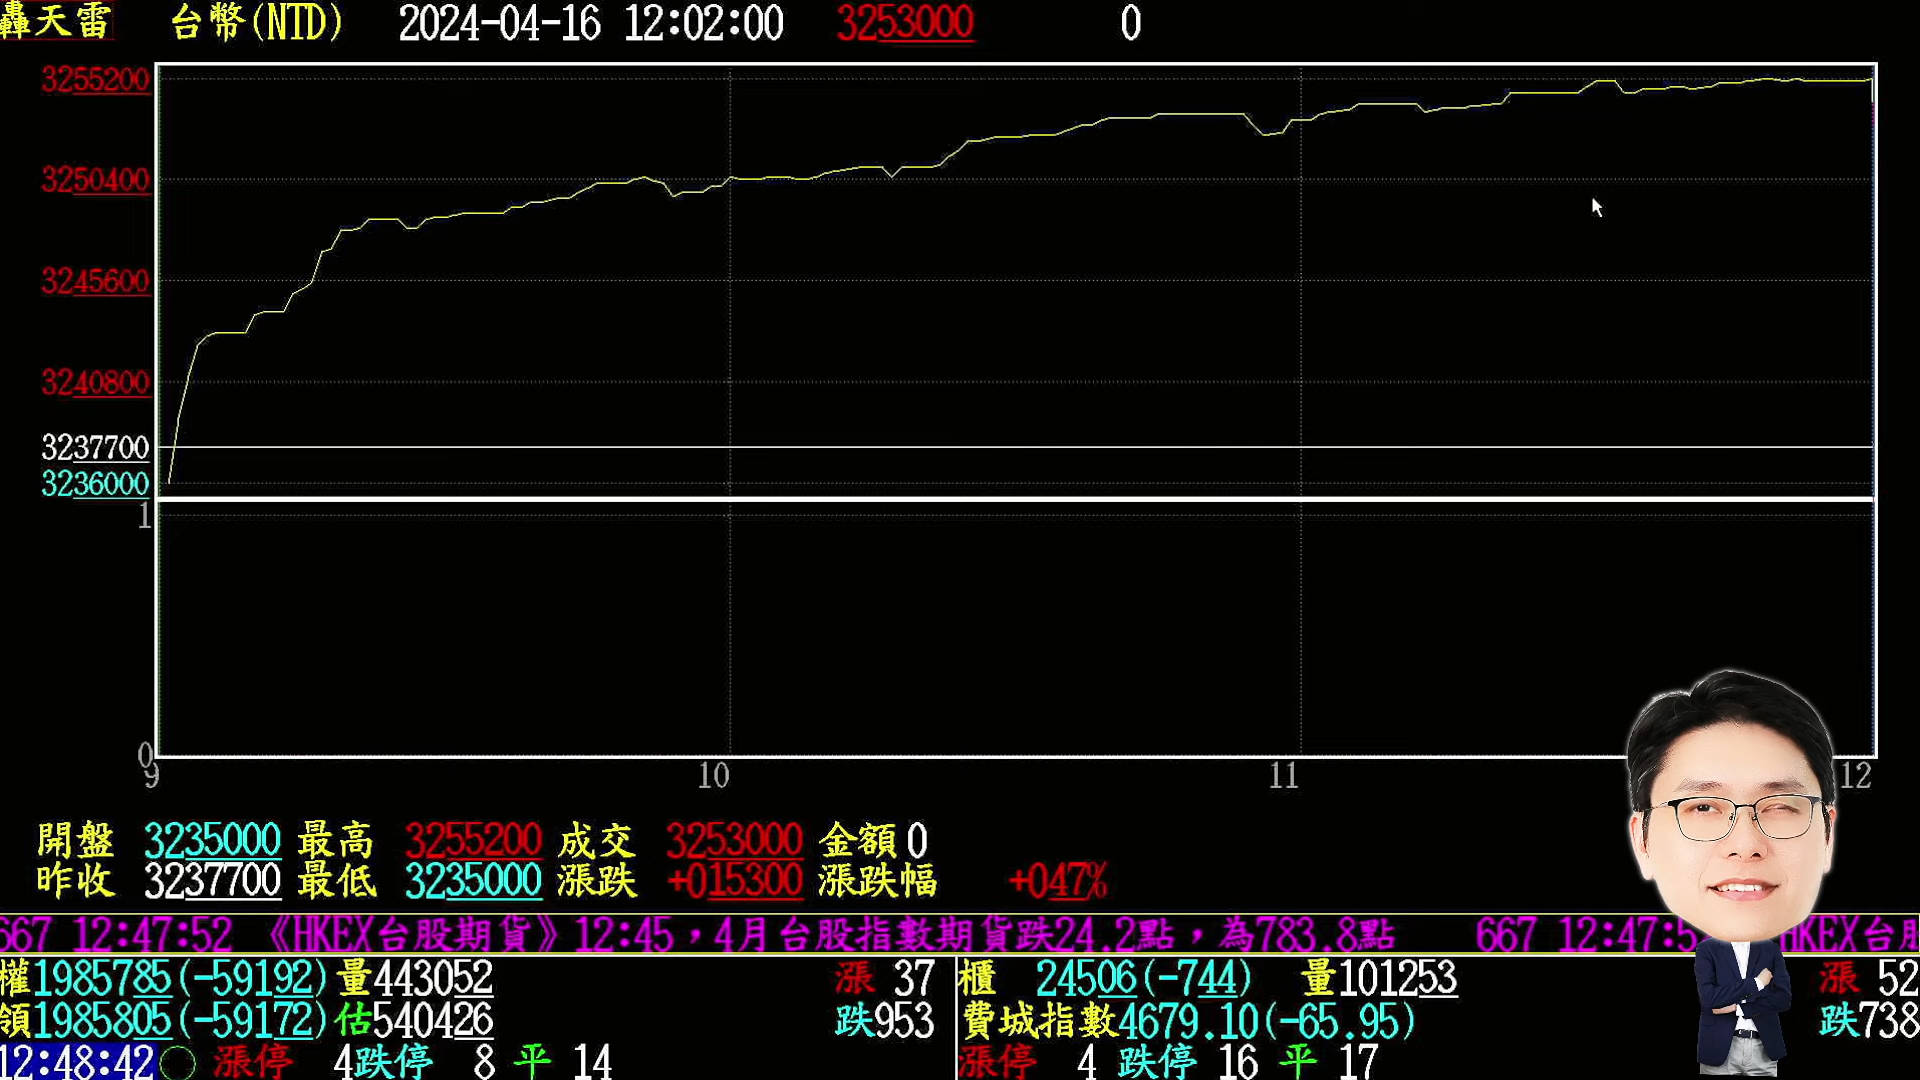 轟天雷 台幣(NTD) 2024-04-16 12:02:00 3253000 0
3255200
3250400
3245600
3240800
3237700
3236000
1
0
9 10 11 12
開盤 3235000 最高 3255200 成交 3253000 金額 0
昨收 3237700 最低 3235000 漲跌 +015300 漲跌幅 +047%
667 12:47:52 《HKEX台股期貨》12:45，4月台股指數期貨跌24.2點，為783.8點 667 12:47:5 HKEX台股
權1985785(-59192) 量443052 漲 37 櫃 24506(-744) 量101253 漲 52
領1985805(-59172) 估540426 跌953 費城指數4679.10(-65.95) 跌738
12:48:42 漲停 4 跌停 8 平 14 漲停 4 跌停 16 平 17